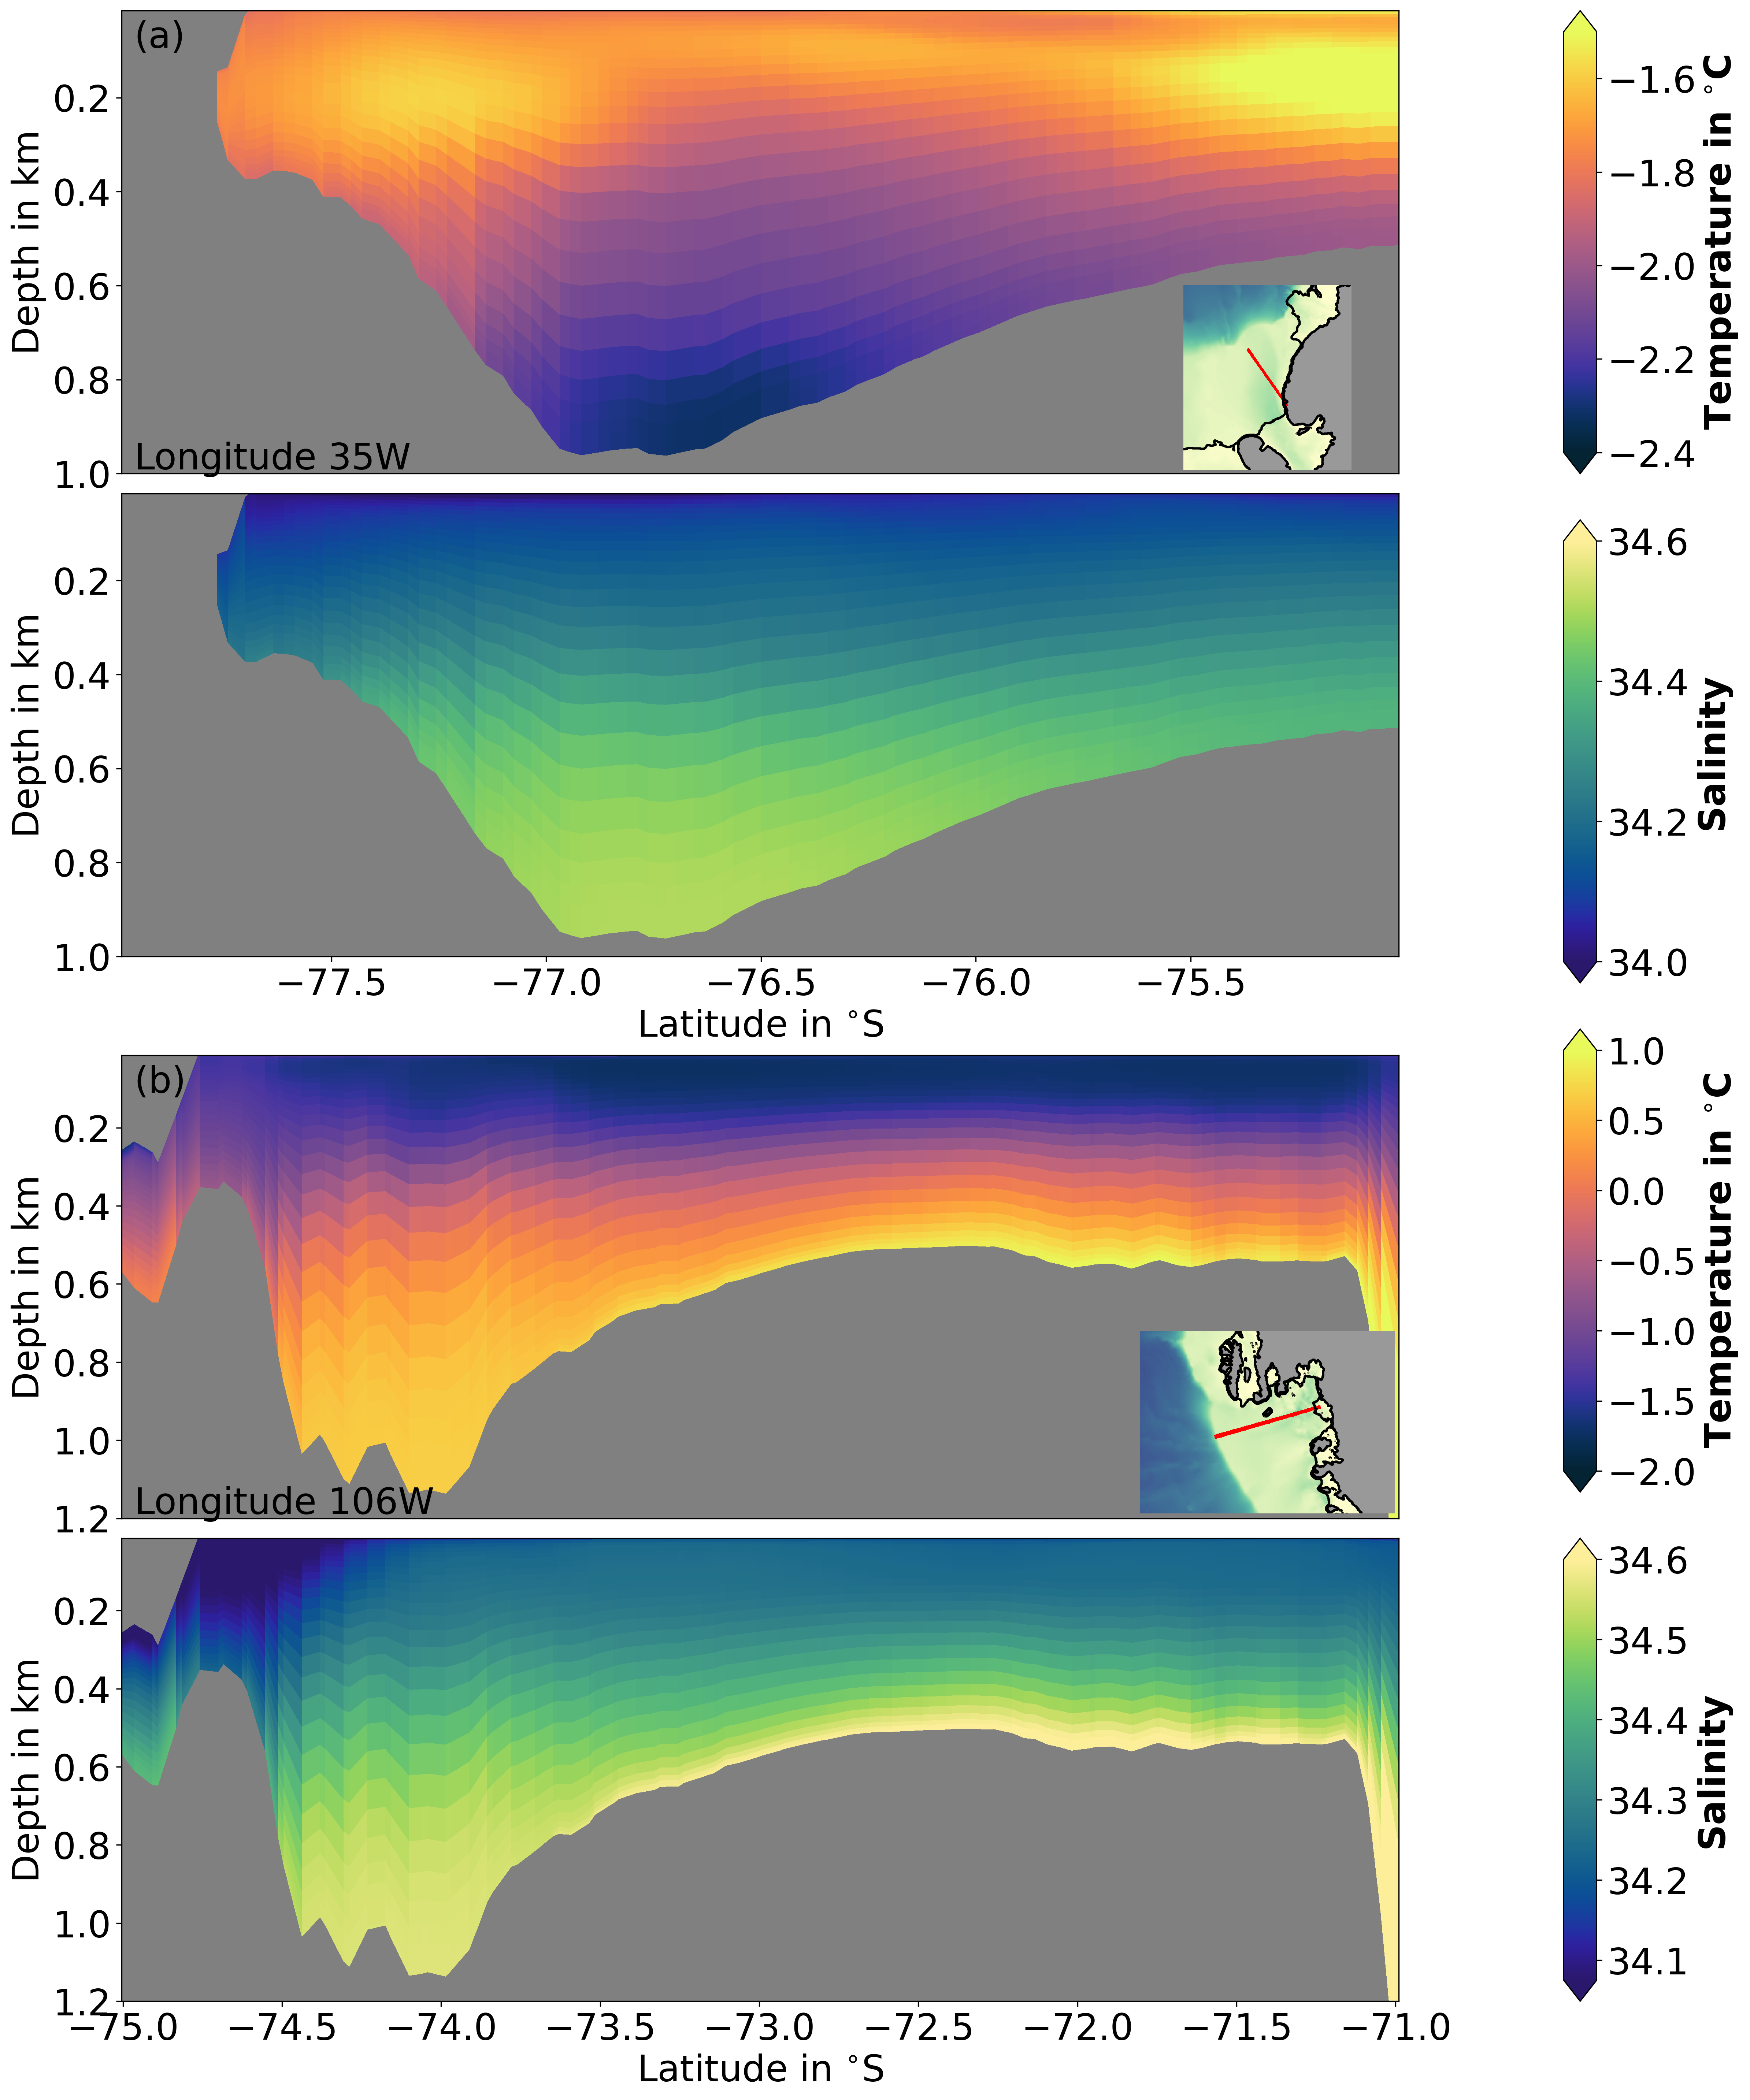 (a)
Depth in km
0.2
0.4
0.6
0.8
1.0
Longitude 35W
−1.6
−1.8
−2.0
−2.2
−2.4
Temperature in °C
Depth in km
0.2
0.4
0.6
0.8
1.0
−77.5 −77.0 −76.5 −76.0 −75.5
Latitude in °S
34.6
34.4
34.2
34.0
Salinity
(b)
Depth in km
0.2
0.4
0.6
0.8
1.0
1.2
Longitude 106W
1.0
0.5
0.0
−0.5
−1.0
−1.5
−2.0
Temperature in °C
Depth in km
0.2
0.4
0.6
0.8
1.0
1.2
−75.0 −74.5 −74.0 −73.5 −73.0 −72.5 −72.0 −71.5 −71.0
Latitude in °S
34.6
34.5
34.4
34.3
34.2
34.1
Salinity